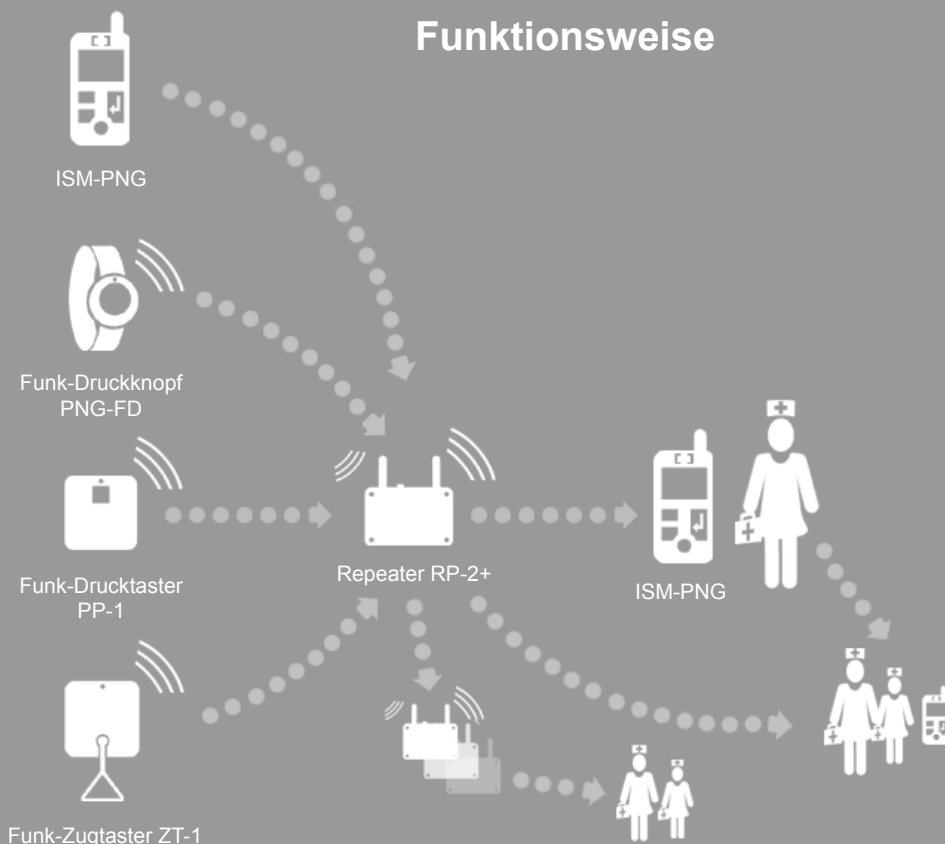 Funktionsweise
ISM-PNG
Funk-Druckknopf
PNG-FD
Funk-Drucktaster
PP-1
Funk-Zugtaster ZT-1
Repeater RP-2+
ISM-PNG